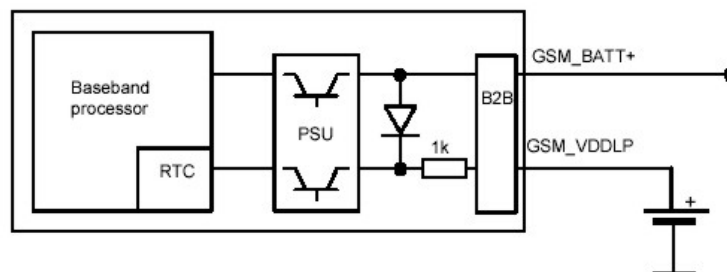 GSM_BATT+
Baseband
processor
B2B
PSU
1k
GSM_VDDLP
RTC
+